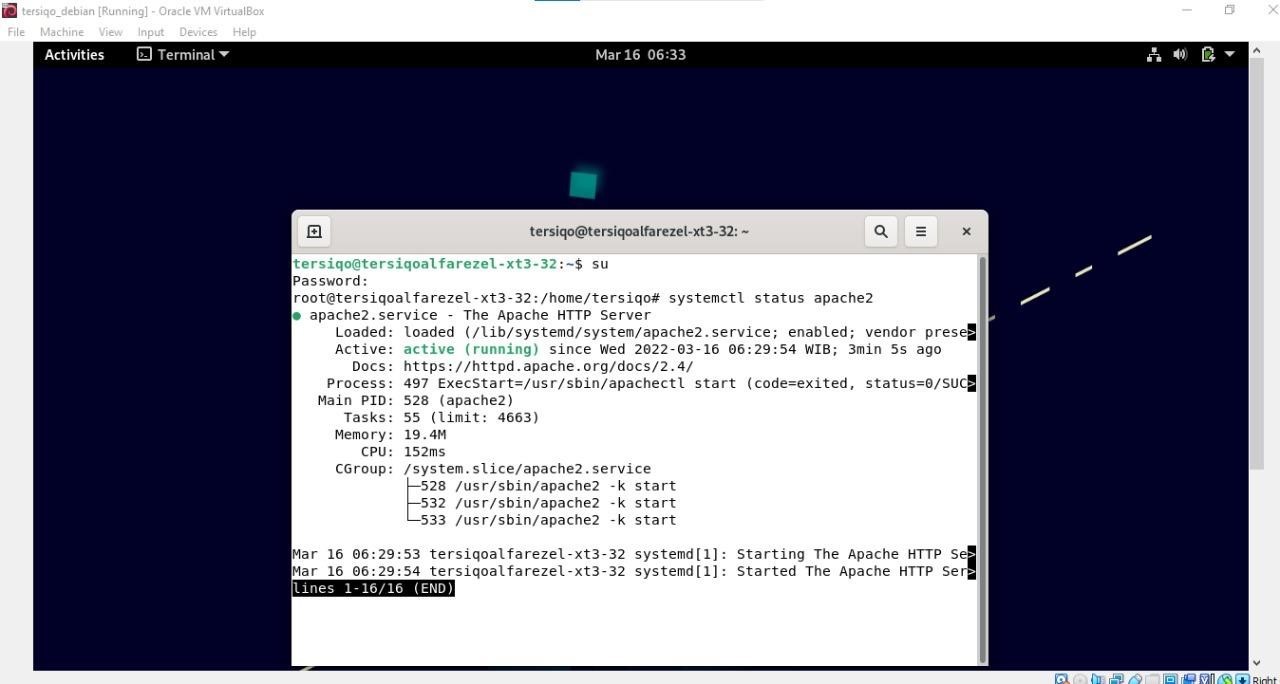 tersiqo_debian [Running] - Oracle VM VirtualBox
File Machine View Input Devices Help
Activities Terminal Mar 16 06:33
tersiqo@tersiqoalfarezel-xt3-32: ~
tersiqo@tersiqoalfarezel-xt3-32:~$ su
Password:
root@tersiqoalfarezel-xt3-32:/home/tersiqo# systemctl status apache2
● apache2.service - The Apache HTTP Server
Loaded: loaded (/lib/systemd/system/apache2.service; enabled; vendor prese>
Active: active (running) since Wed 2022-03-16 06:29:54 WIB; 3min 5s ago
Docs: https://httpd.apache.org/docs/2.4/
Process: 497 ExecStart=/usr/sbin/apachectl start (code=exited, status=0/SUC>
Main PID: 528 (apache2)
Tasks: 55 (limit: 4663)
Memory: 19.4M
CPU: 152ms
CGroup: /system.slice/apache2.service
├─528 /usr/sbin/apache2 -k start
├─532 /usr/sbin/apache2 -k start
└─533 /usr/sbin/apache2 -k start
Mar 16 06:29:53 tersiqoalfarezel-xt3-32 systemd[1]: Starting The Apache HTTP Se>
Mar 16 06:29:54 tersiqoalfarezel-xt3-32 systemd[1]: Started The Apache HTTP Ser>
lines 1-16/16 (END)
Right